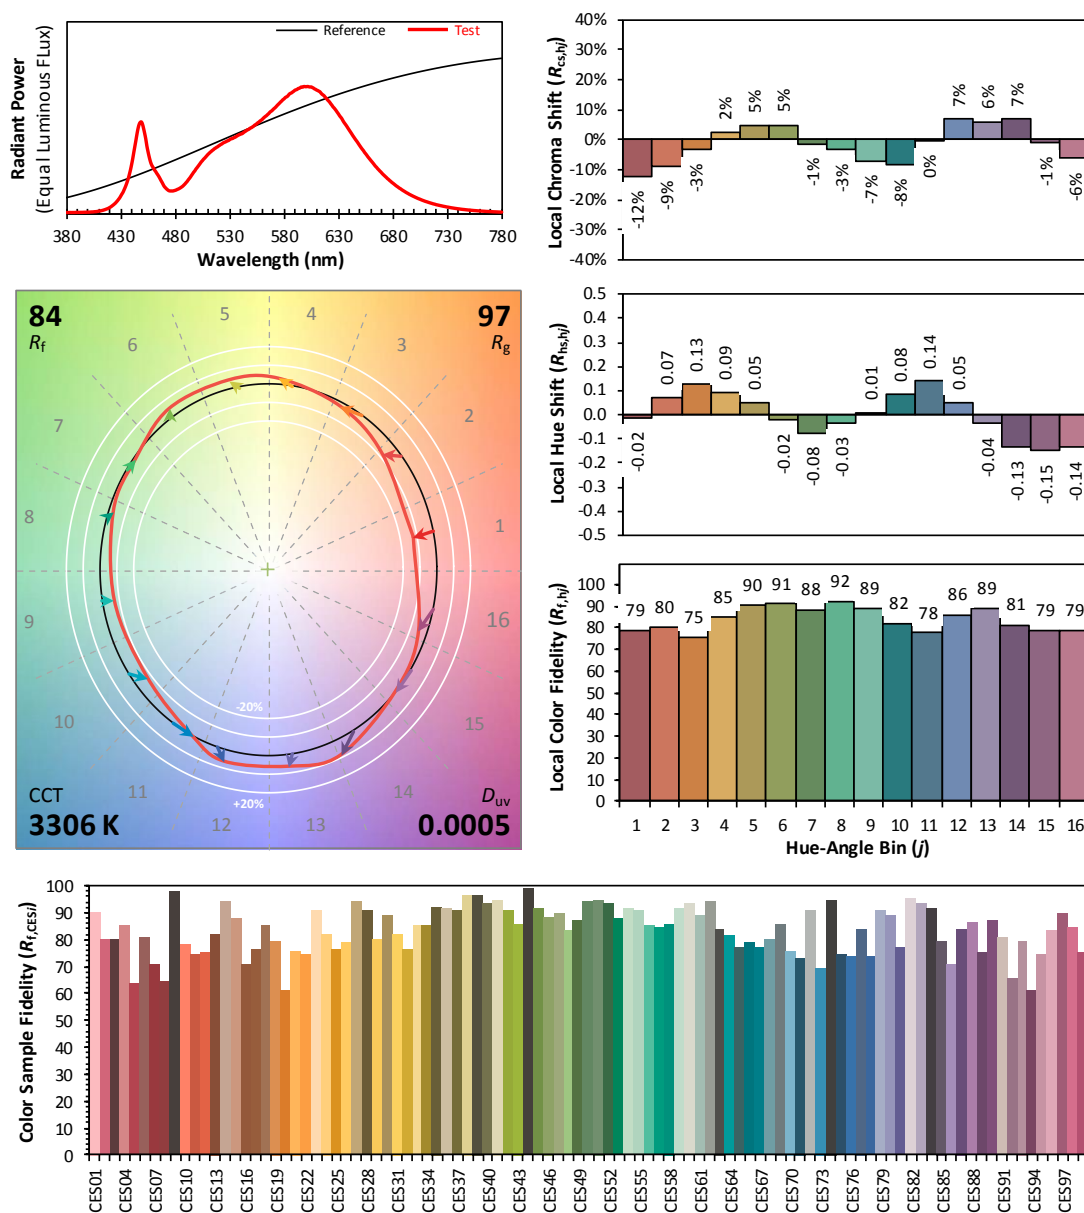 Reference
Test
Radiant Power
(Equal Luminous FLux
380 430 480 530 580 630 680 730 780
Wavelength (nm)
Local Chroma Shift (Rcs,hj)
40%
30%
20%
10%
0%
-10%
-20%
-30%
-40%
-12% -9% -3% 2% 5% 5% -1% -3% -7% -8% 0% 7% 6% 7% -1% -6%
84
Rf
97
Rg
5 4
6 3
7 2
8 1
9 16
10 15
11 14
12 13
-20%
+20%
CCT
3306 K
Duv
0.0005
Local Hue Shift (Rhs,hj)
0.5
0.4
0.3
0.2
0.1
0.0
-0.1
-0.2
-0.3
-0.4
-0.5
-0.02 0.07 0.13 0.09 0.05 -0.02 -0.08 -0.03 0.01 0.08 0.14 0.05 -0.04 -0.13 -0.15 -0.14
Local Color Fidelity (Rf,hj)
100
90
80
70
60
50
40
30
20
10
0
79 80 75 85 90 91 88 92 89 82 78 86 89 81 79 79
1 2 3 4 5 6 7 8 9 10 11 12 13 14 15 16
Hue-Angle Bin (j)
Color Sample Fidelity (Rf,CESi)
100
90
80
70
60
50
40
30
20
10
0
CES01 CES04 CES07 CES10 CES13 CES16 CES19 CES22 CES25 CES28 CES31 CES34 CES37 CES40 CES43 CES46 CES49 CES52 CES55 CES58 CES61 CES64 CES67 CES70 CES73 CES76 CES79 CES82 CES85 CES88 CES91 CES94 CES97